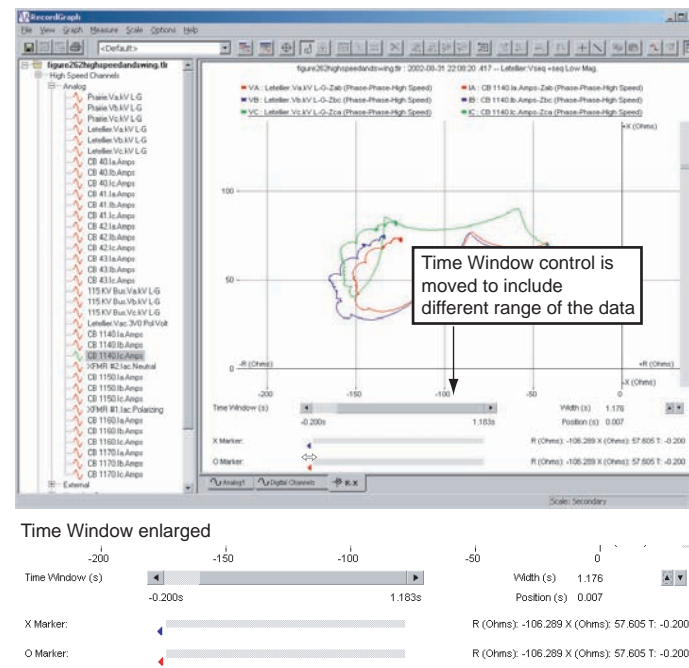 RecordGraph
File View Graph Measure Scale Options Help
<Default>
figure262highspeedandswing.tlr
High Speed Channels
Analog
Prairie.Va.kV L-G
Prairie.Vb.kV L-G
Prairie.Vc.kV L-G
Letellier.Va.kV L-G
Letellier.Vb.kV L-G
Letellier.Vc.kV L-G
CB 40.Ia.Amps
CB 40.Ib.Amps
CB 40.Ic.Amps
CB 41.Ia.Amps
CB 41.Ib.Amps
CB 41.Ic.Amps
CB 42.Ia.Amps
CB 42.Ib.Amps
CB 42.Ic.Amps
CB 43.Ia.Amps
CB 43.Ib.Amps
CB 43.Ic.Amps
115 KV Bus.Va.kV L-G
115 KV Bus.Vb.kV L-G
115 KV Bus.Vc.kV L-G
Letellier.Vac.3V0 Pol Volt
CB 1140.Ia.Amps
CB 1140.Ib.Amps
CB 1140.Ic.Amps
XFMR #2.Iac.Neutral
CB 1150.Ia.Amps
CB 1150.Ib.Amps
CB 1150.Ic.Amps
XFMR #1.Iac.Polarizing
CB 1160.Ia.Amps
CB 1160.Ib.Amps
CB 1160.Ic.Amps
CB 1170.Ia.Amps
CB 1170.Ib.Amps
CB 1170.Ic.Amps
External
figure262highspeedandswing.tlr : 2002-08-31 22:08:20 .417 -- Letellier:Vseq +seq Low Mag.
VA : Letellier.Va.kV L-G-Zab (Phase-Phase-High Speed)
IA : CB 1140.Ia.Amps-Zab (Phase-Phase-High Speed)
VB : Letellier.Vb.kV L-G-Zbc (Phase-Phase-High Speed)
IB : CB 1140.Ib.Amps-Zbc (Phase-Phase-High Speed)
VC : Letellier.Vc.kV L-G-Zca (Phase-Phase-High Speed)
IC : CB 1140.Ic.Amps-Zca (Phase-Phase-High Speed)
+X (Ohms)
100
50
0
Time Window control is
moved to include
different range of the data
-R (Ohms)
+R (Ohms)
-X (Ohms)
-200 -150 -100 -50 0
Time Window (s)
Width (s) 1.176
-0.200s 1.183s
Position (s) 0.007
X Marker:
R (Ohms): -106.289 X (Ohms): 57.605 T: -0.200
O Marker:
R (Ohms): -106.289 X (Ohms): 57.605 T: -0.200
Analog1 Digital Channels R-X
Scale: Secondary
Time Window enlarged
-200 -150 -100 -50 0
Time Window (s)
Width (s) 1.176
-0.200s 1.183s
Position (s) 0.007
X Marker:
R (Ohms): -106.289 X (Ohms): 57.605 T: -0.200
O Marker:
R (Ohms): -106.289 X (Ohms): 57.605 T: -0.200